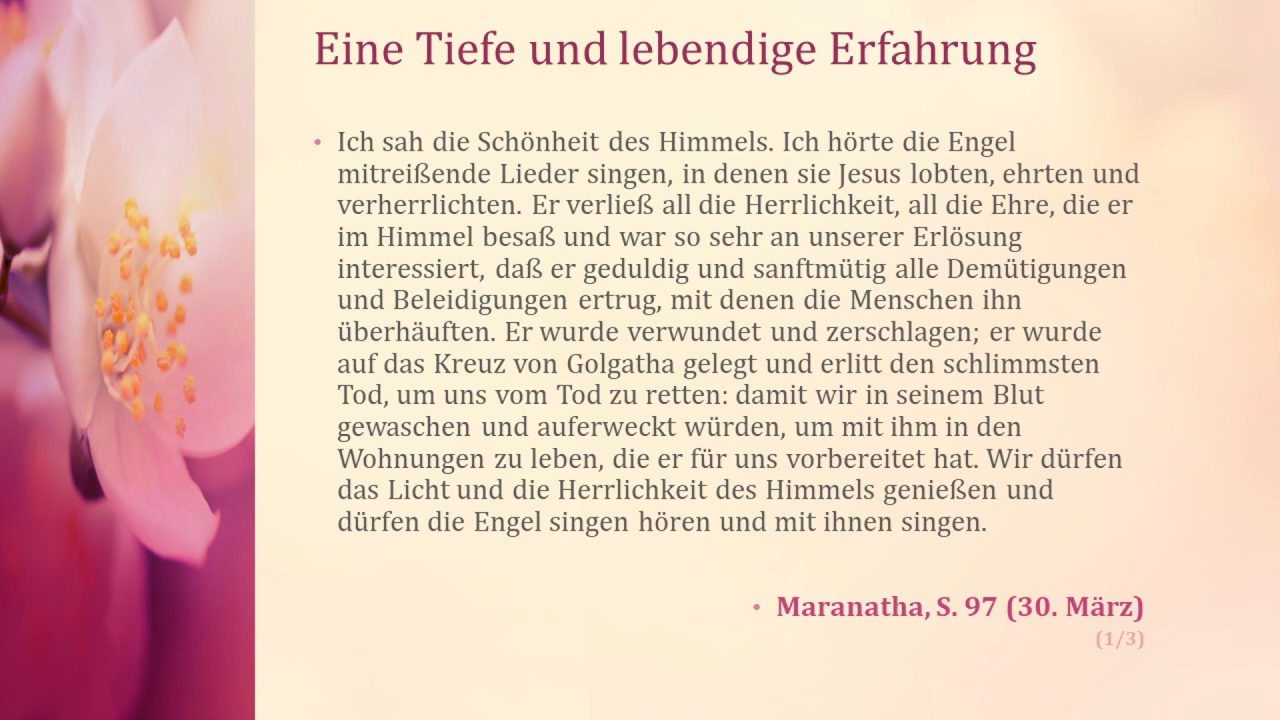 Eine Tiefe und lebendige Erfahrung
• Ich sah die Schönheit des Himmels. Ich hörte die Engel
mitreißende Lieder singen, in denen sie Jesus lobten, ehrten und
verherrlichten. Er verließ all die Herrlichkeit, all die Ehre, die er
im Himmel besaß und war so sehr an unserer Erlösung
interessiert, daß er geduldig und sanftmütig alle Demütigungen
und Beleidigungen ertrug, mit denen die Menschen ihn
überhäuften. Er wurde verwundet und zerschlagen; er wurde
auf das Kreuz von Golgatha gelegt und erlitt den schlimmsten
Tod, um uns vom Tod zu retten: damit wir in seinem Blut
gewaschen und auferweckt würden, um mit ihm in den
Wohnungen zu leben, die er für uns vorbereitet hat. Wir dürfen
das Licht und die Herrlichkeit des Himmels genießen und
dürfen die Engel singen hören und mit ihnen singen.
• Maranatha, S. 97 (30. März)
(1/3)